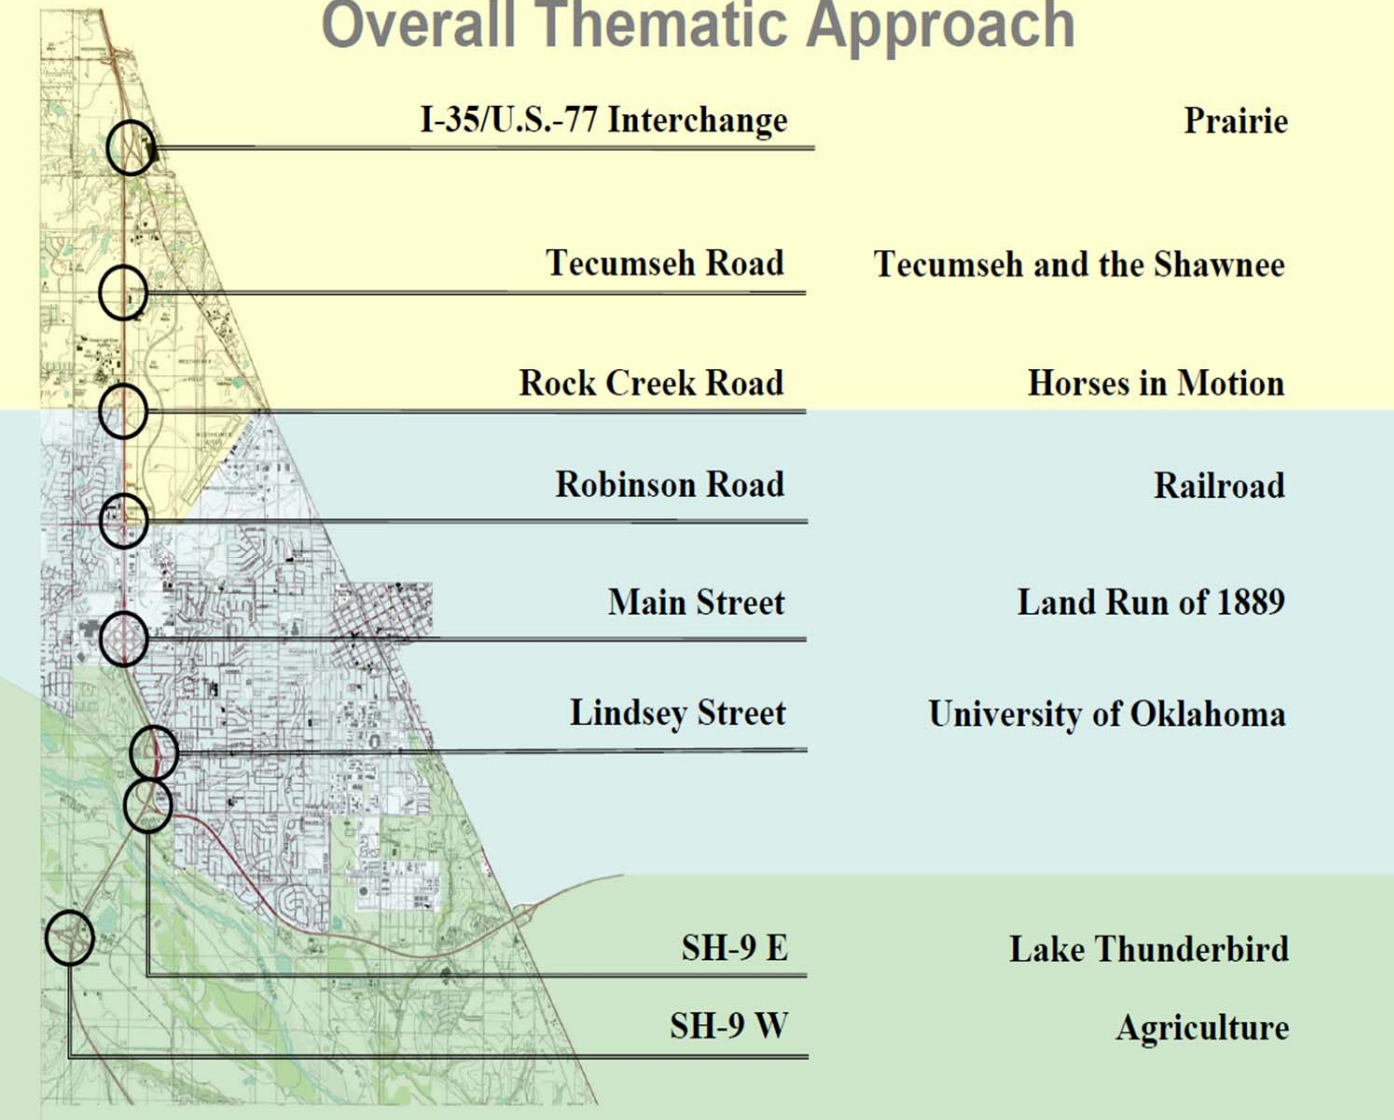 Overall Thematic Approach
I-35/U.S.-77 Interchange Prairie
Tecumseh Road Tecumseh and the Shawnee
Rock Creek Road Horses in Motion
Robinson Road Railroad
Main Street Land Run of 1889
Lindsey Street University of Oklahoma
SH-9 E Lake Thunderbird
SH-9 W Agriculture